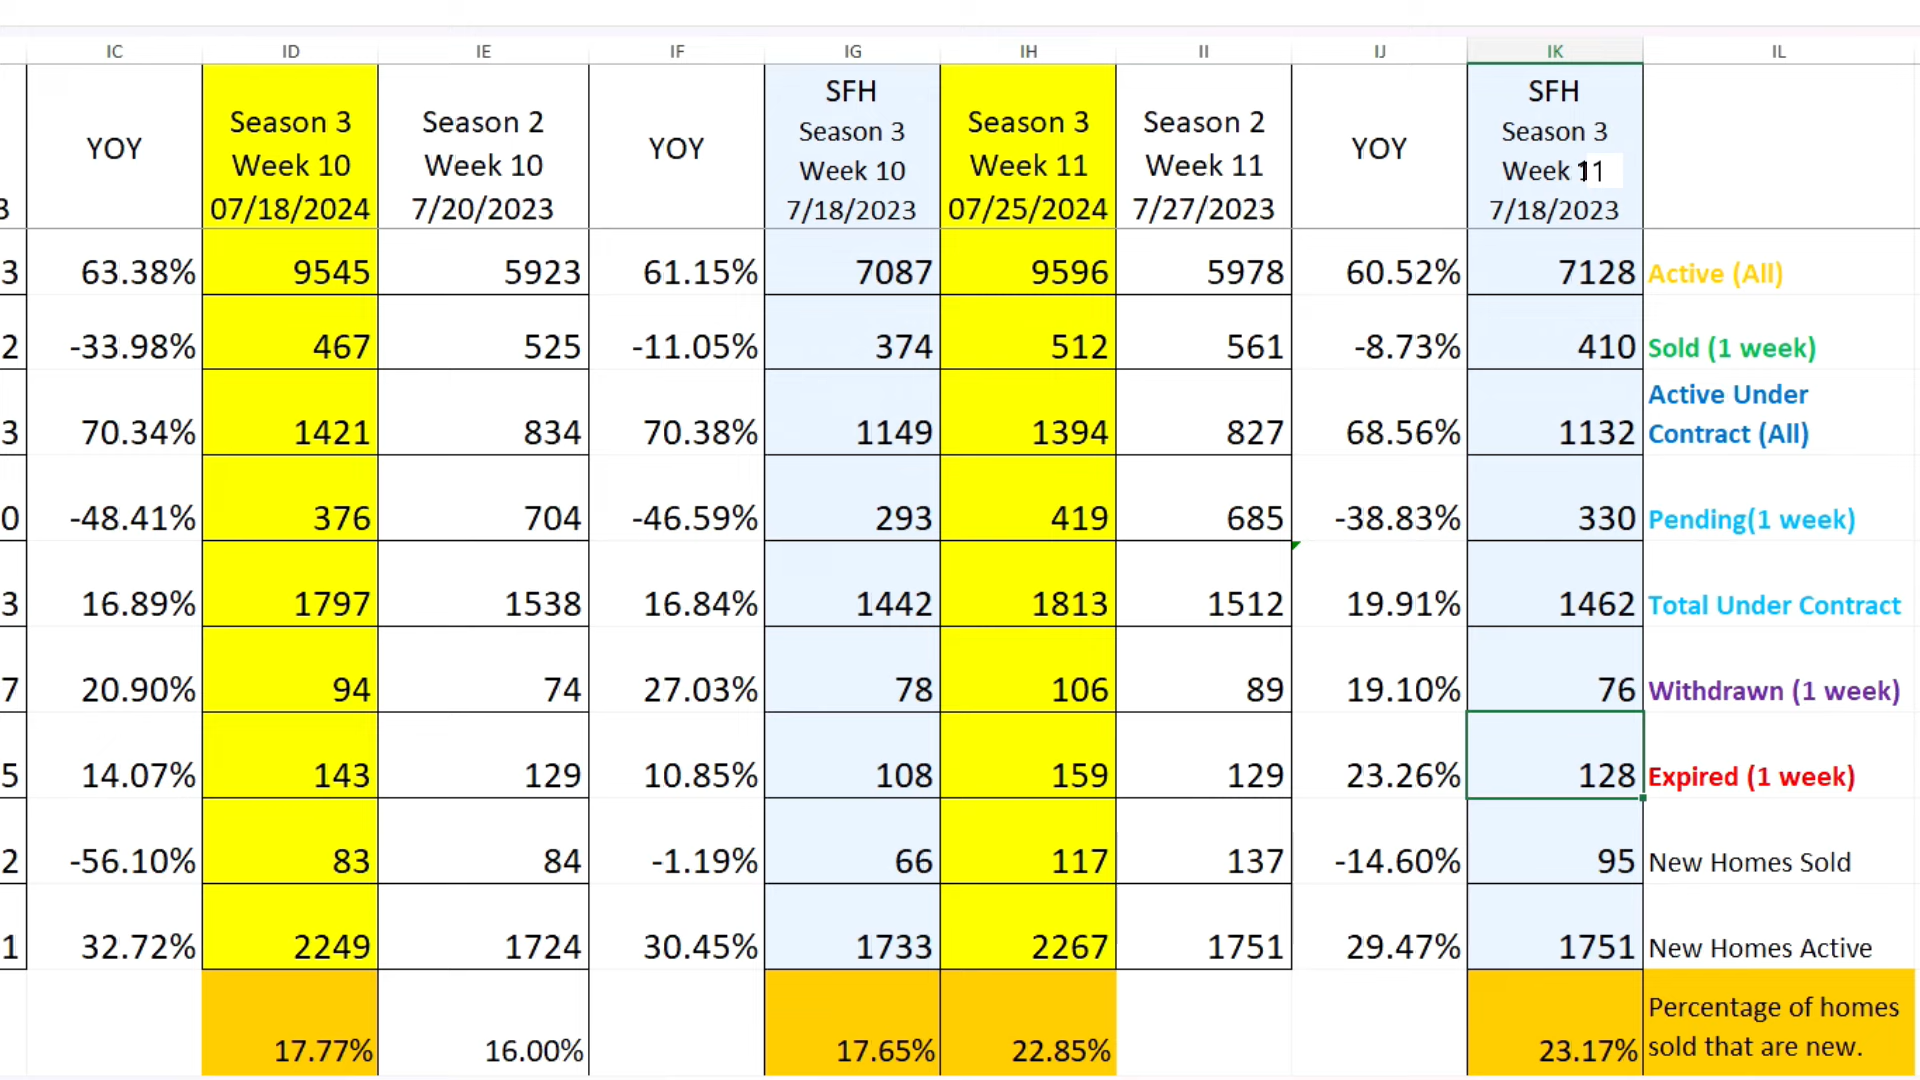 IC ID IE IF IG IH II IJ IK IL
3 YOY Season 3 Week 10 07/18/2024 Season 2 Week 10 7/20/2023 YOY SFH Season 3 Week 10 7/18/2023 Season 3 Week 11 07/25/2024 Season 2 Week 11 7/27/2023 YOY SFH Season 3 Week 11 7/18/2023
3 63.38% 9545 5923 61.15% 7087 9596 5978 60.52% 7128 Active (All)
2 -33.98% 467 525 -11.05% 374 512 561 -8.73% 410 Sold (1 week)
3 70.34% 1421 834 70.38% 1149 1394 827 68.56% 1132 Active Under Contract (All)
0 -48.41% 376 704 -46.59% 293 419 685 -38.83% 330 Pending(1 week)
3 16.89% 1797 1538 16.84% 1442 1813 1512 19.91% 1462 Total Under Contract
7 20.90% 94 74 27.03% 78 106 89 19.10% 76 Withdrawn (1 week)
5 14.07% 143 129 10.85% 108 159 129 23.26% 128 Expired (1 week)
2 -56.10% 83 84 -1.19% 66 117 137 -14.60% 95 New Homes Sold
1 32.72% 2249 1724 30.45% 1733 2267 1751 29.47% 1751 New Homes Active
17.77% 16.00% 17.65% 22.85% 23.17% Percentage of homes sold that are new.